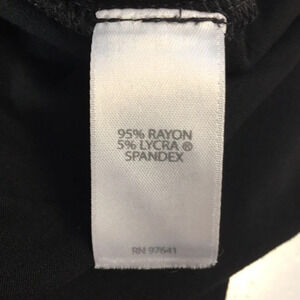 95% RAYON
5% LYCRA ®
SPANDEX
RN 97641